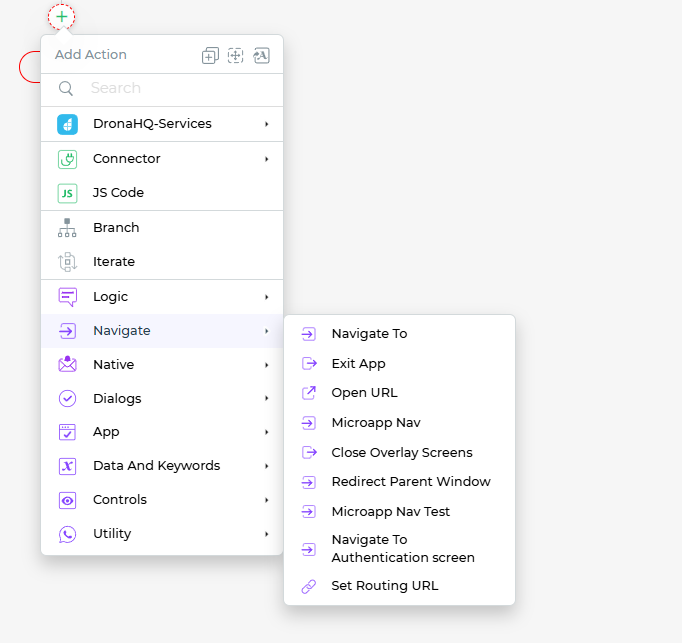 Add Action
Search
DronaHQ-Services
Connector
JS
JS Code
Branch
Iterate
Logic
Navigate
Native
Dialogs
App
Data And Keywords
Controls
Utility
Navigate To
Exit App
Open URL
Microapp Nav
Close Overlay Screens
Redirect Parent Window
Microapp Nav Test
Navigate To
Authentication screen
Set Routing URL